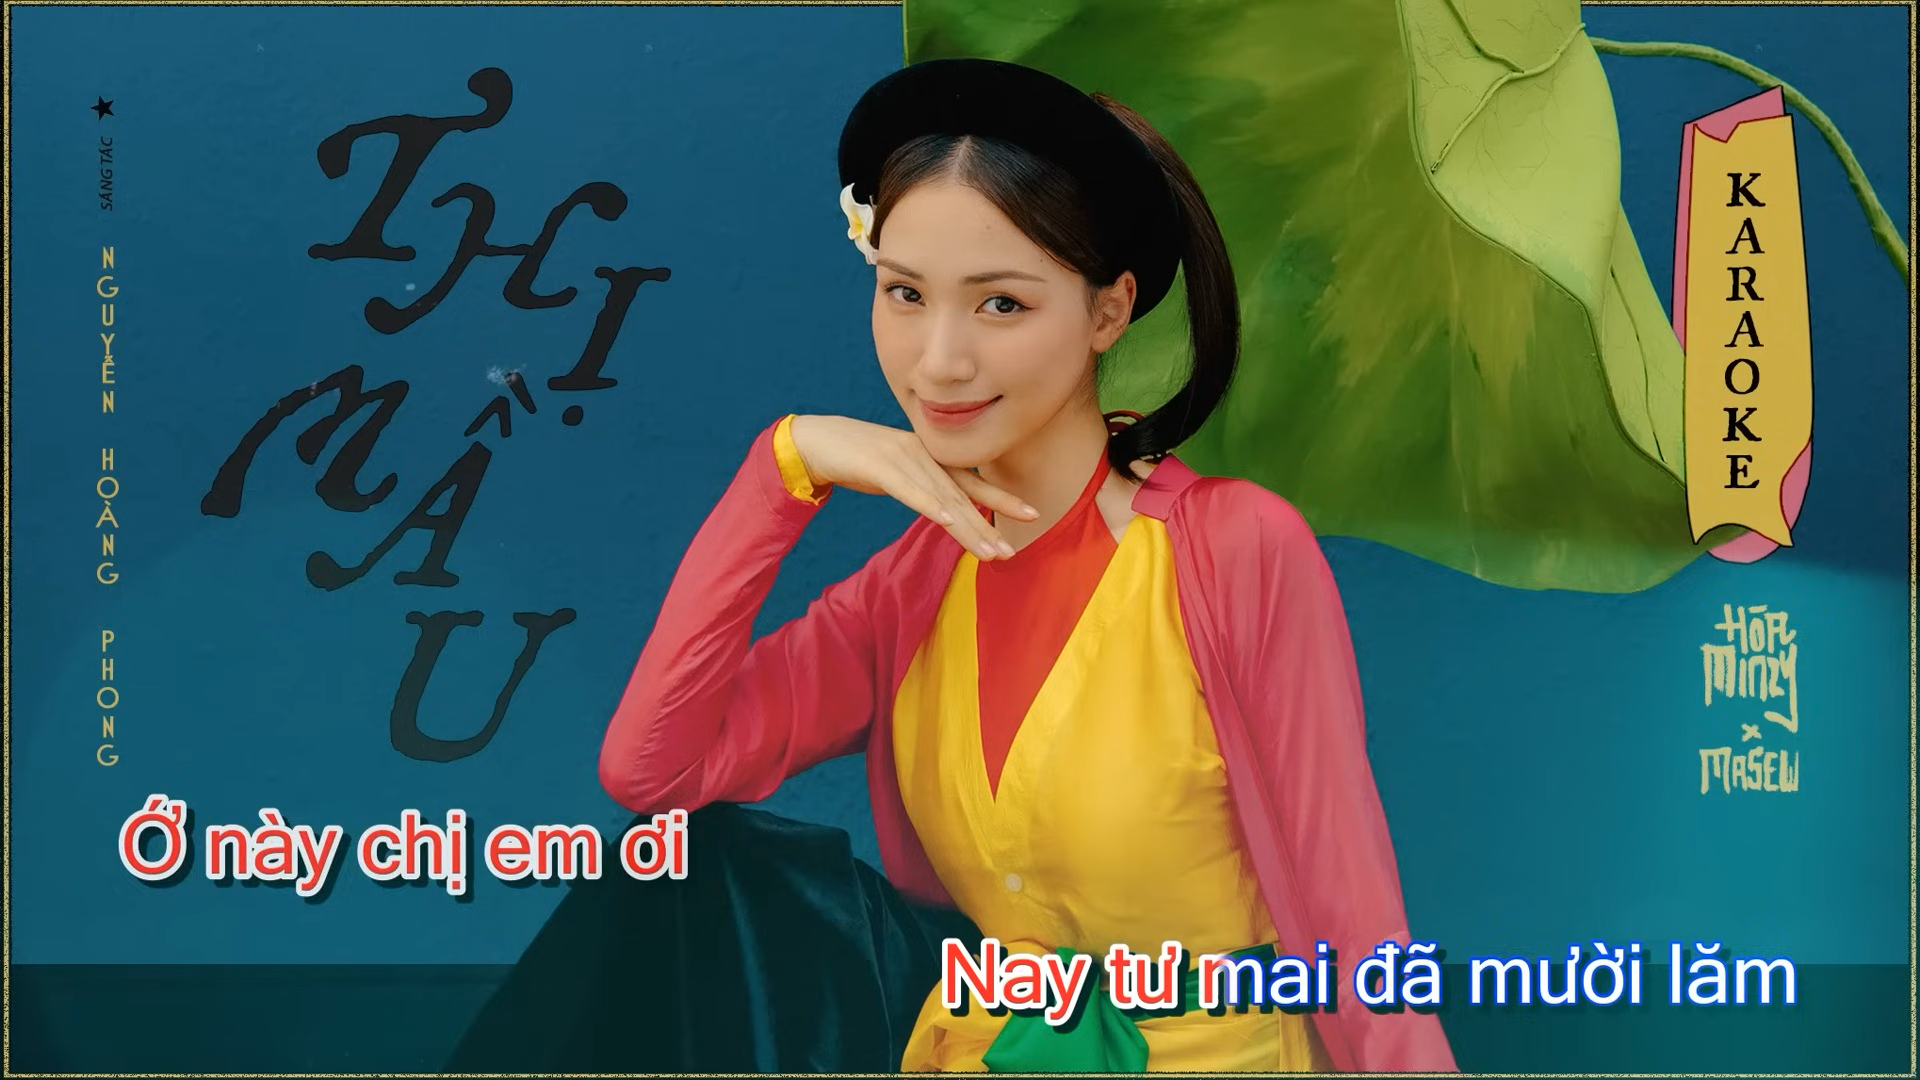 SÁNG TÁC
NGUYỄN HOÀNG PHONG
THỊ
MẦU
KARAOKE
HÒA
MINZY
x
MASEW
Ớ này chị em ơi
Nay tư mai đã mười lăm